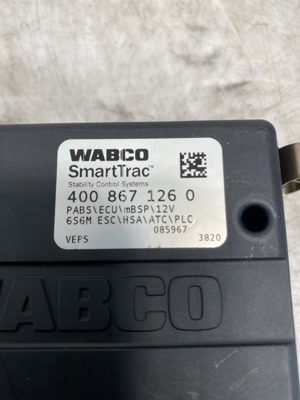 WABCO
SmartTrac™
Stability Control Systems
400 867 126 0
PABS\ECU\mBSP\12V
6S6M ESC\HSA\ATC\PLC
085967
VEPS 3820
WABCO